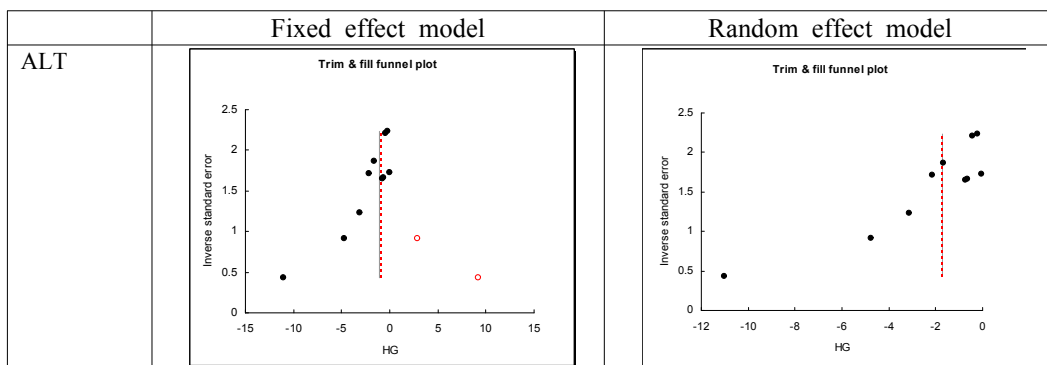 Fixed effect model
Random effect model
ALT
Trim & fill funnel plot
2.5
2
1.5
1
0.5
0
Inverse standard error
-15 -10 -5 0 5 10 15
HG
Trim & fill funnel plot
2.5
2
1.5
1
0.5
0
Inverse standard error
-12 -10 -8 -6 -4 -2 0
HG